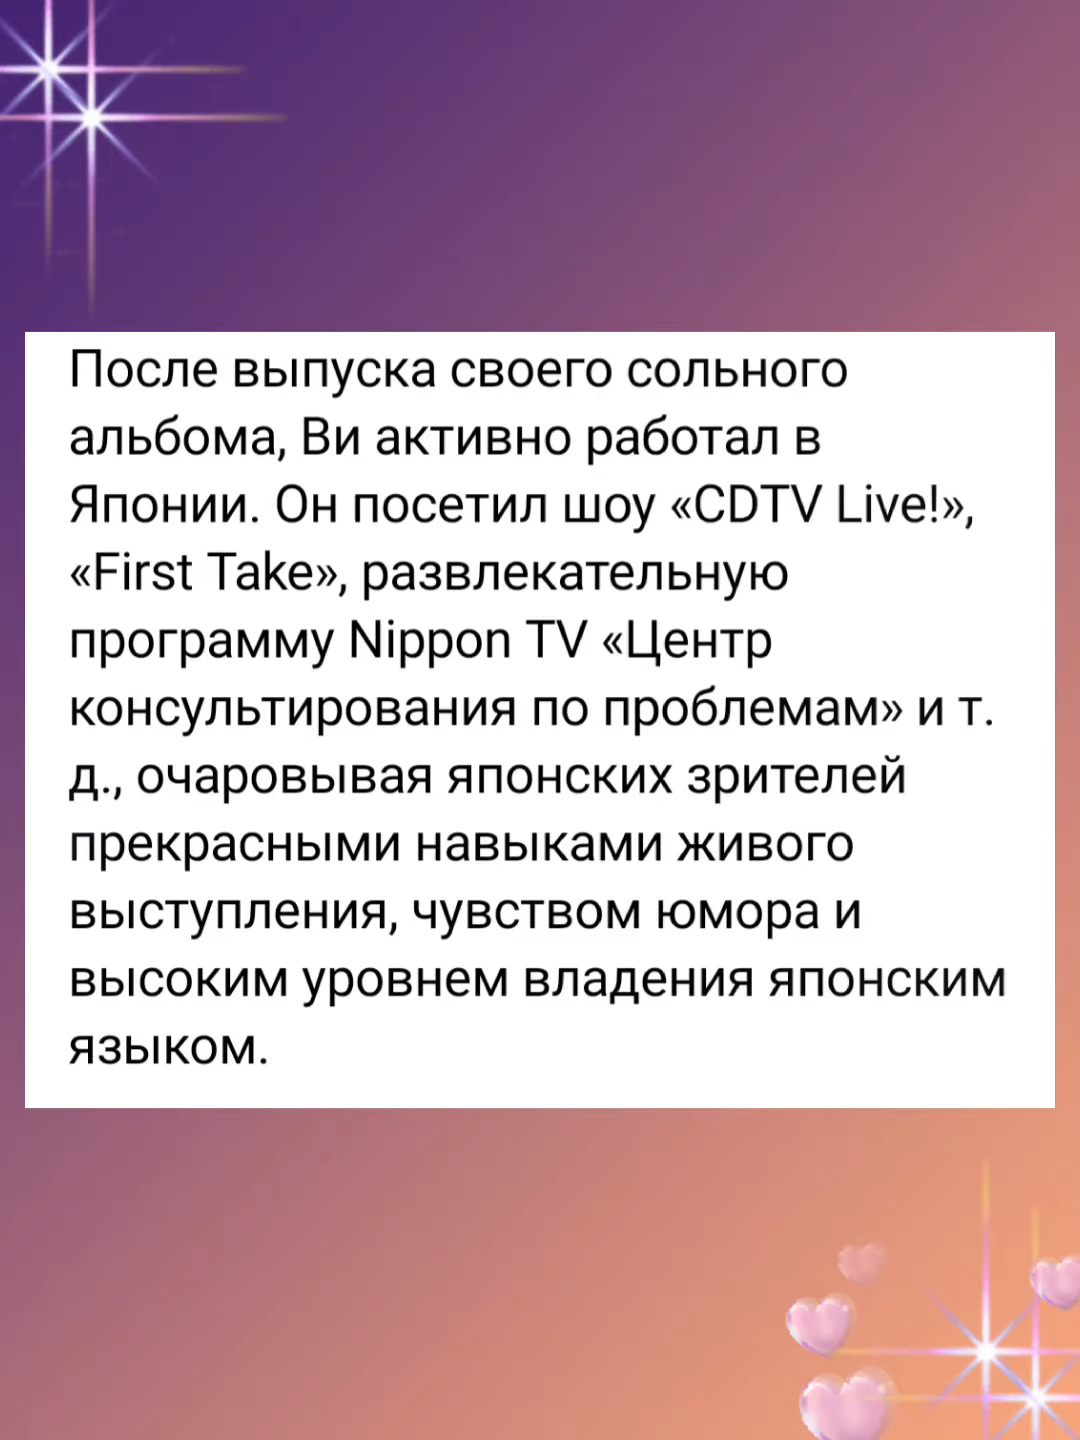 После выпуска своего сольного
альбома, Ви активно работал в
Японии. Он посетил шоу «CDTV Live!»,
«First Take», развлекательную
программу Nippon TV «Центр
консультирования по проблемам» и т.
д., очаровывая японских зрителей
прекрасными навыками живого
выступления, чувством юмора и
высоким уровнем владения японским
языком.